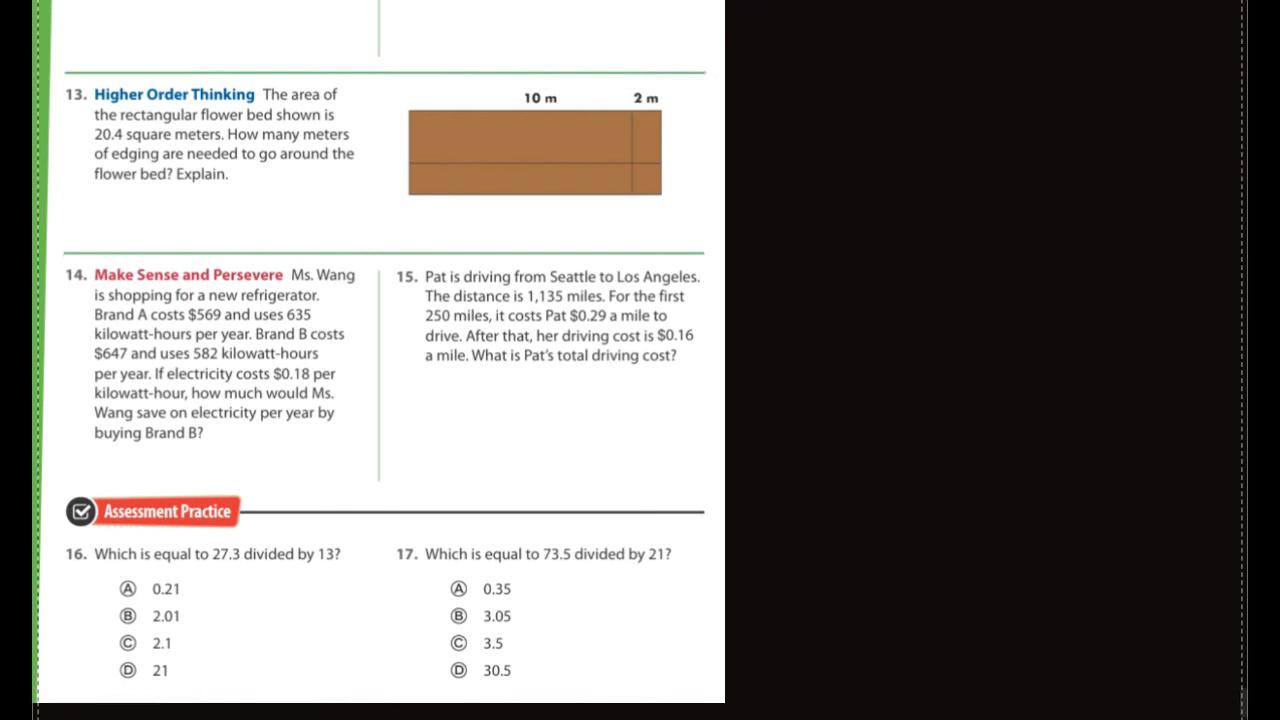 13. Higher Order Thinking The area of
the rectangular flower bed shown is
20.4 square meters. How many meters
of edging are needed to go around the
flower bed? Explain.
10 m 2 m
14. Make Sense and Persevere Ms. Wang
is shopping for a new refrigerator.
Brand A costs $569 and uses 635
kilowatt-hours per year. Brand B costs
$647 and uses 582 kilowatt-hours
per year. If electricity costs $0.18 per
kilowatt-hour, how much would Ms.
Wang save on electricity per year by
buying Brand B?
15. Pat is driving from Seattle to Los Angeles.
The distance is 1,135 miles. For the first
250 miles, it costs Pat $0.29 a mile to
drive. After that, her driving cost is $0.16
a mile. What is Pat's total driving cost?
Assessment Practice
16. Which is equal to 27.3 divided by 13?
Ⓐ 0.21
Ⓑ 2.01
Ⓒ 2.1
Ⓓ 21
17. Which is equal to 73.5 divided by 21?
Ⓐ 0.35
Ⓑ 3.05
Ⓒ 3.5
Ⓓ 30.5